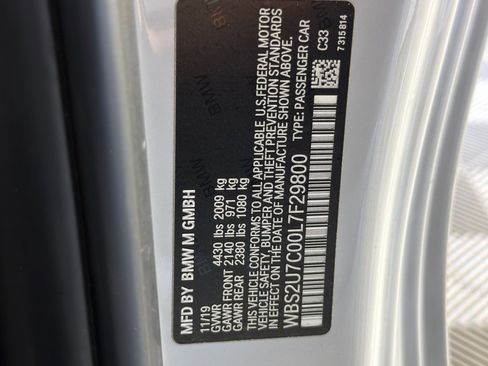 MFD BY BMW M GMBH
11/19
GVWR 4430 lbs 2009 kg
GAWR FRONT 2140 lbs 971 kg
GAWR REAR 2380 lbs 1080 kg
THIS VEHICLE CONFORMS TO ALL APPLICABLE U.S.FEDERAL MOTOR
VEHICLE SAFETY, BUMPER AND THEFT PREVENTION STANDARDS
IN EFFECT ON THE DATE OF MANUFACTURE SHOWN ABOVE.
WBS2U7C00L7F29800 TYPE: PASSENGER CAR
C33
7 315 814
BMW
BMW